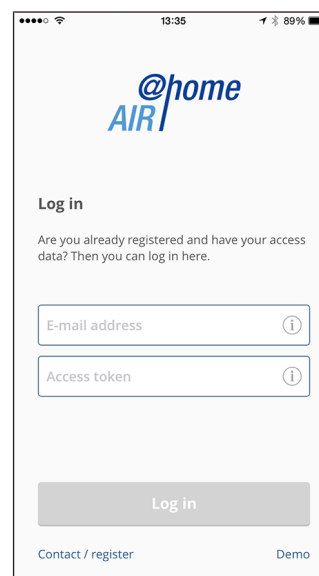 13:35
89%
@home
AIR
Log in
Are you already registered and have your access
data? Then you can log in here.
E-mail address
Access token
Log in
Contact / register
Demo